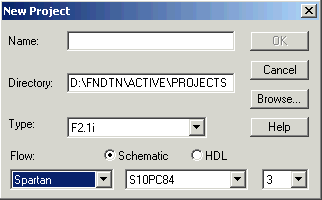 New Project
Name:
OK
Cancel
Directory: D:\FNDTN\ACTIVE\PROJECTS
Browse...
Type: F2.1i
Help
Flow: Schematic HDL
Spartan S10PC84 3